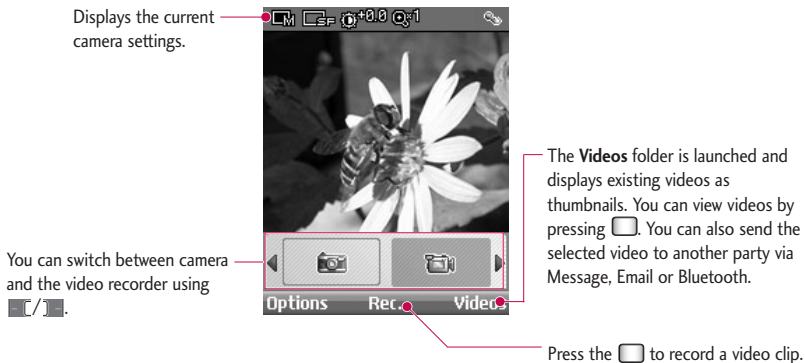 Displays the current
camera settings.
M SF +0.0 x1
The Videos folder is launched and
displays existing videos as
thumbnails. You can view videos by
pressing . You can also send the
selected video to another party via
Message, Email or Bluetooth.
You can switch between camera
and the video recorder using
[/].
Options Rec. Videos
Press the to record a video clip.